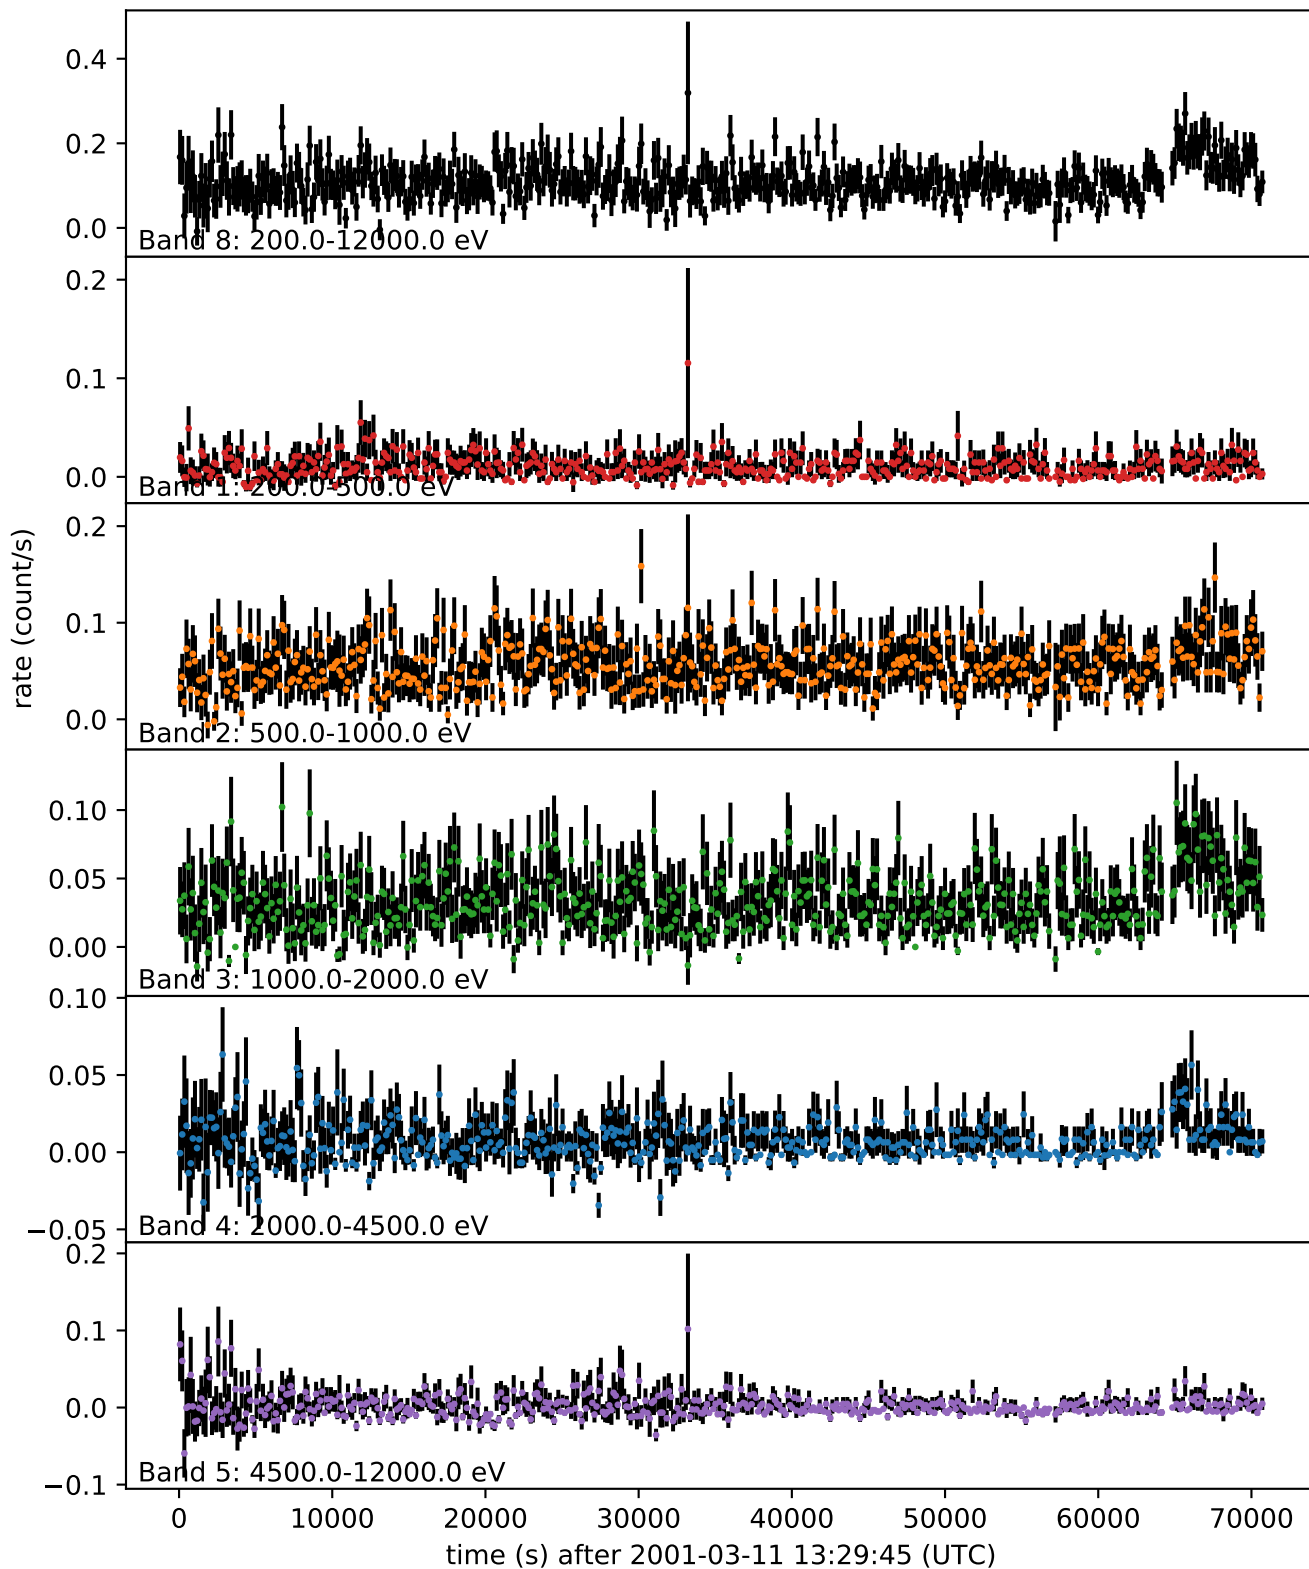 0.4
0.2
0.0
Band 8: 200.0-12000.0 eV
0.2
0.1
0.0
Band 1: 200.0-500.0 eV
rate (count/s)
0.2
0.1
0.0
Band 2: 500.0-1000.0 eV
0.10
0.05
0.00
Band 3: 1000.0-2000.0 eV
0.10
0.05
0.00
−0.05
Band 4: 2000.0-4500.0 eV
0.2
0.1
0.0
−0.1
Band 5: 4500.0-12000.0 eV
0 10000 20000 30000 40000 50000 60000 70000
time (s) after 2001-03-11 13:29:45 (UTC)